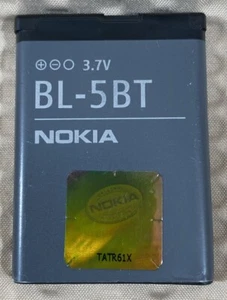 ⊕⊖○ 3.7V
BL-5BT
NOKIA
NOKIA
TATR61X